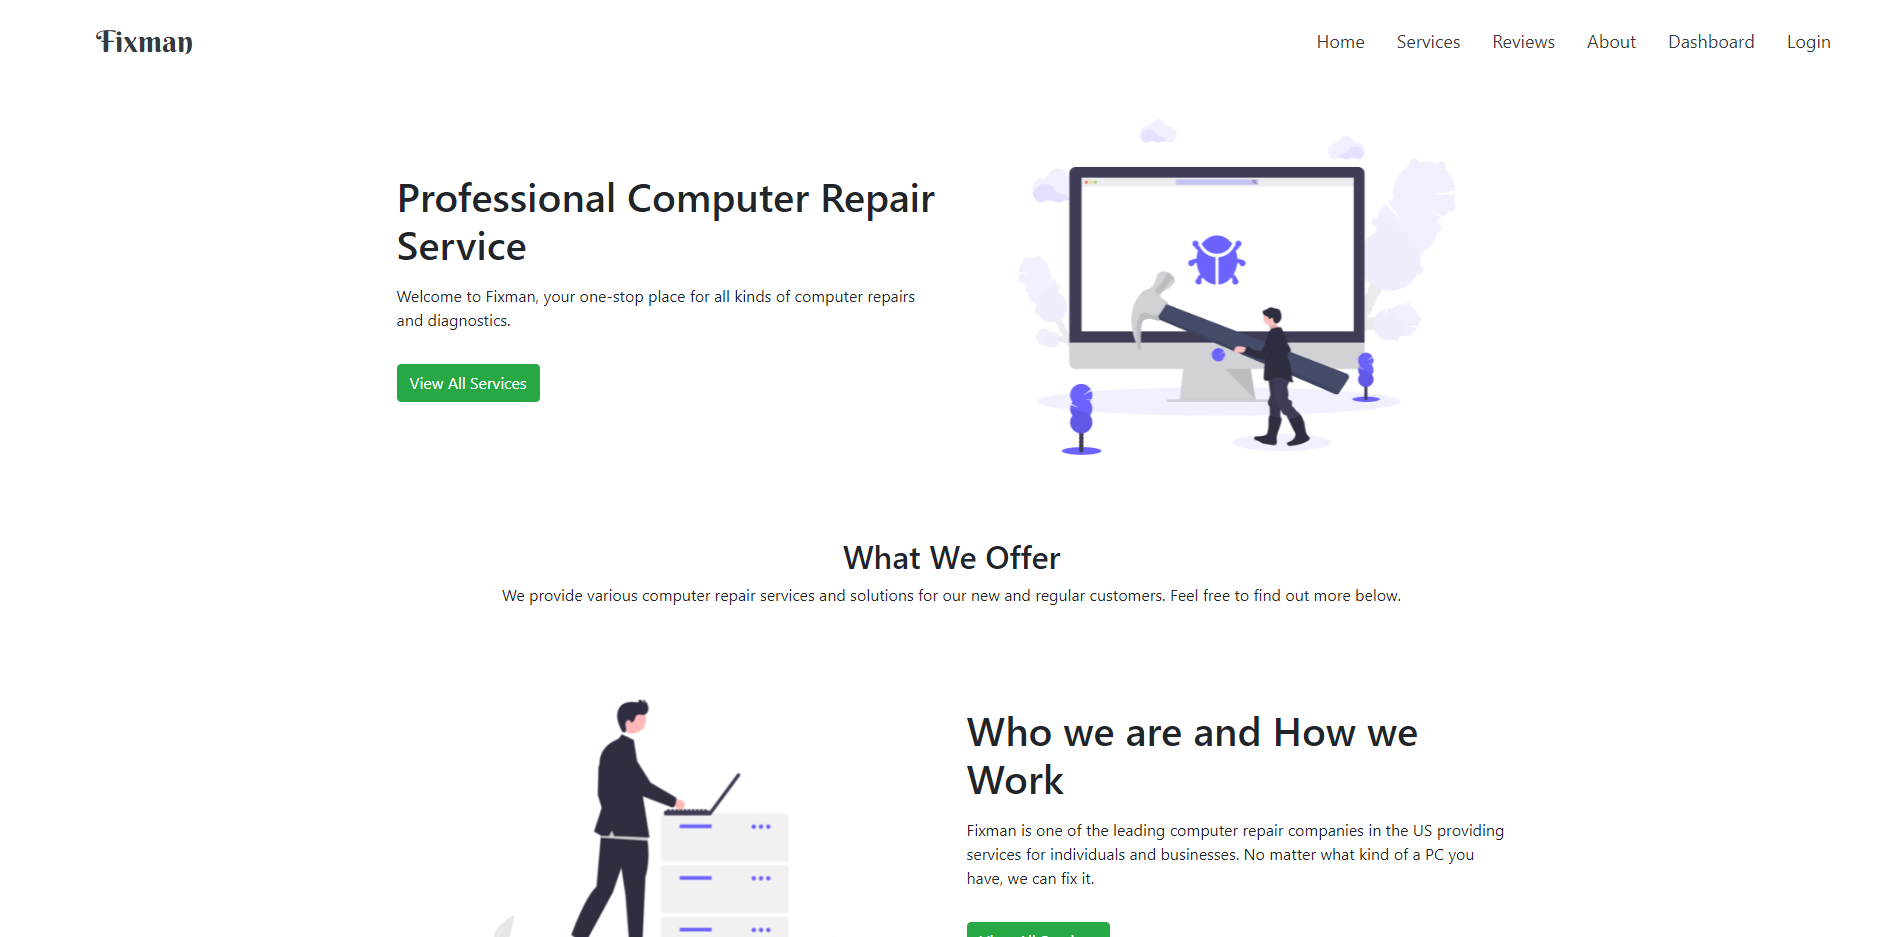 Fixman
Home Services Reviews About Dashboard Login
Professional Computer Repair
Service
Welcome to Fixman, your one-stop place for all kinds of computer repairs
and diagnostics.
View All Services
What We Offer
We provide various computer repair services and solutions for our new and regular customers. Feel free to find out more below.
Who we are and How we
Work
Fixman is one of the leading computer repair companies in the US providing
services for individuals and businesses. No matter what kind of a PC you
have, we can fix it.